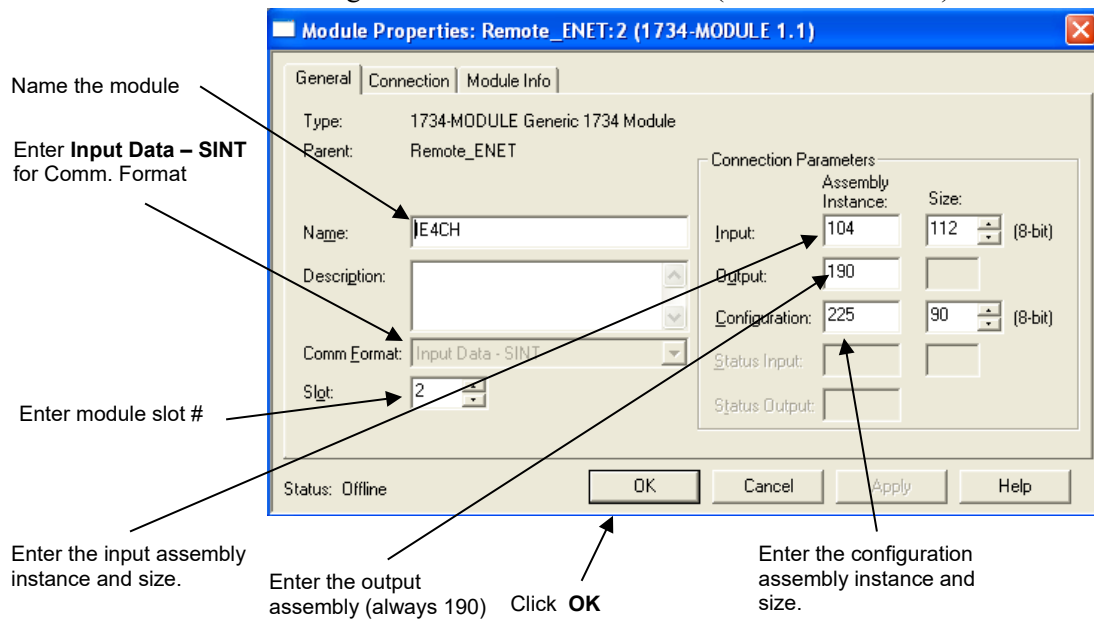 Module Properties: Remote_ENET:2 (1734-MODULE 1.1)
General Connection Module Info
Name the module
Type: 1734-MODULE Generic 1734 Module
Enter Input Data – SINT
for Comm. Format
Parent: Remote_ENET
Connection Parameters
Assembly
Instance: Size:
Name: IE4CH
Input: 104 112 (8-bit)
Description:
Output: 190
Configuration: 225 90 (8-bit)
Comm Format: Input Data - SINT
Status Input:
Slot: 2
Status Output:
Enter module slot #
Status: Offline
OK Cancel Apply Help
Enter the input assembly
instance and size.
Enter the output
assembly (always 190)
Click OK
Enter the configuration
assembly instance and
size.